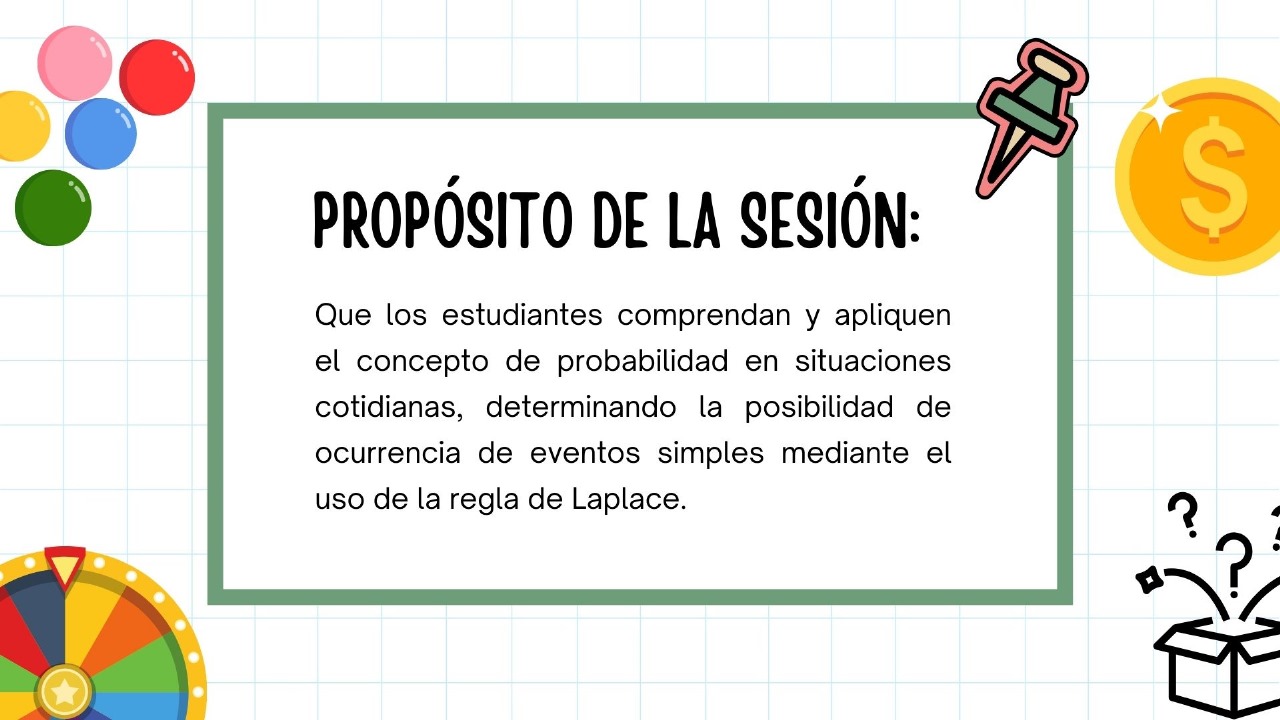 PROPÓSITO DE LA SESIÓN:
Que los estudiantes comprendan y apliquen
el concepto de probabilidad en situaciones
cotidianas, determinando la posibilidad de
ocurrencia de eventos simples mediante el
uso de la regla de Laplace.
$
? ? ?